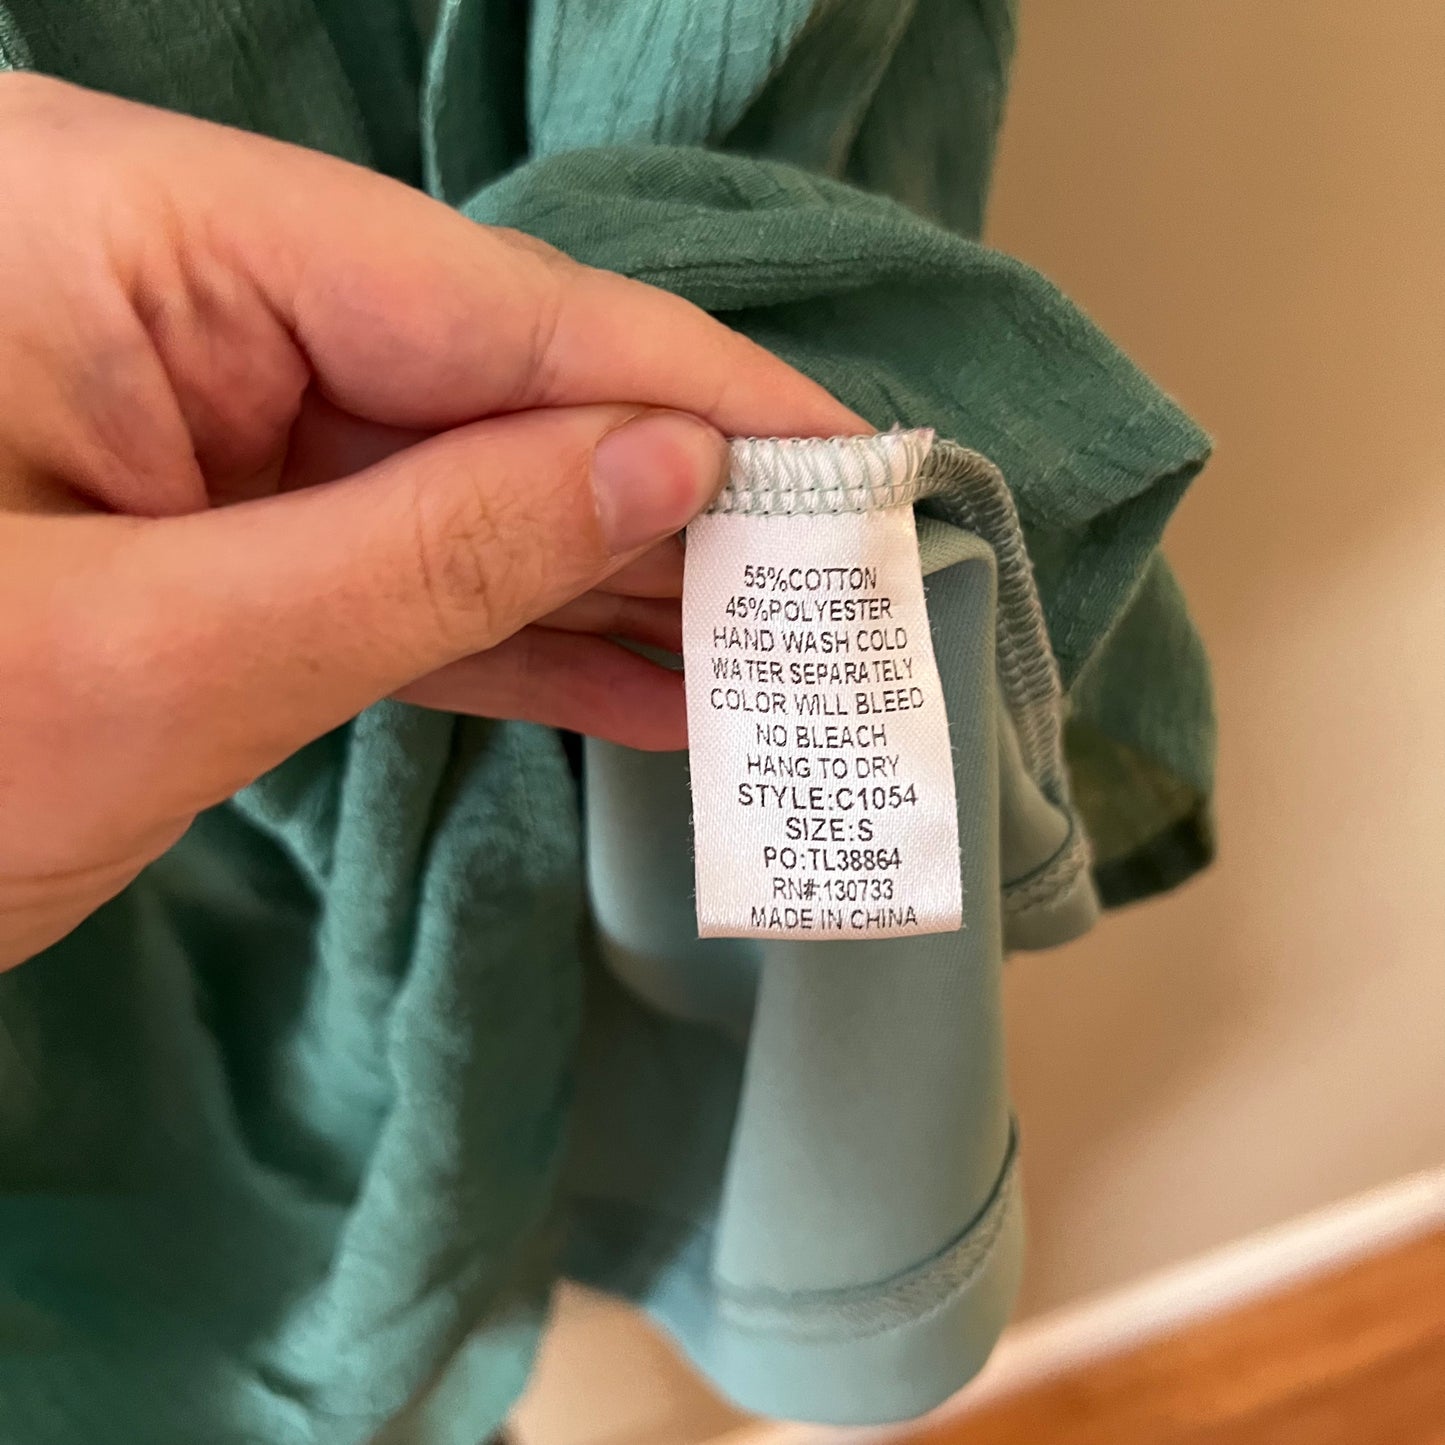 55%COTTON
45%POLYESTER
HAND WASH COLD
WATER SEPARATELY
COLOR WILL BLEED
NO BLEACH
HANG TO DRY
STYLE:C1054
SIZE:S
PO:TL38864
RN#:130733
MADE IN CHINA